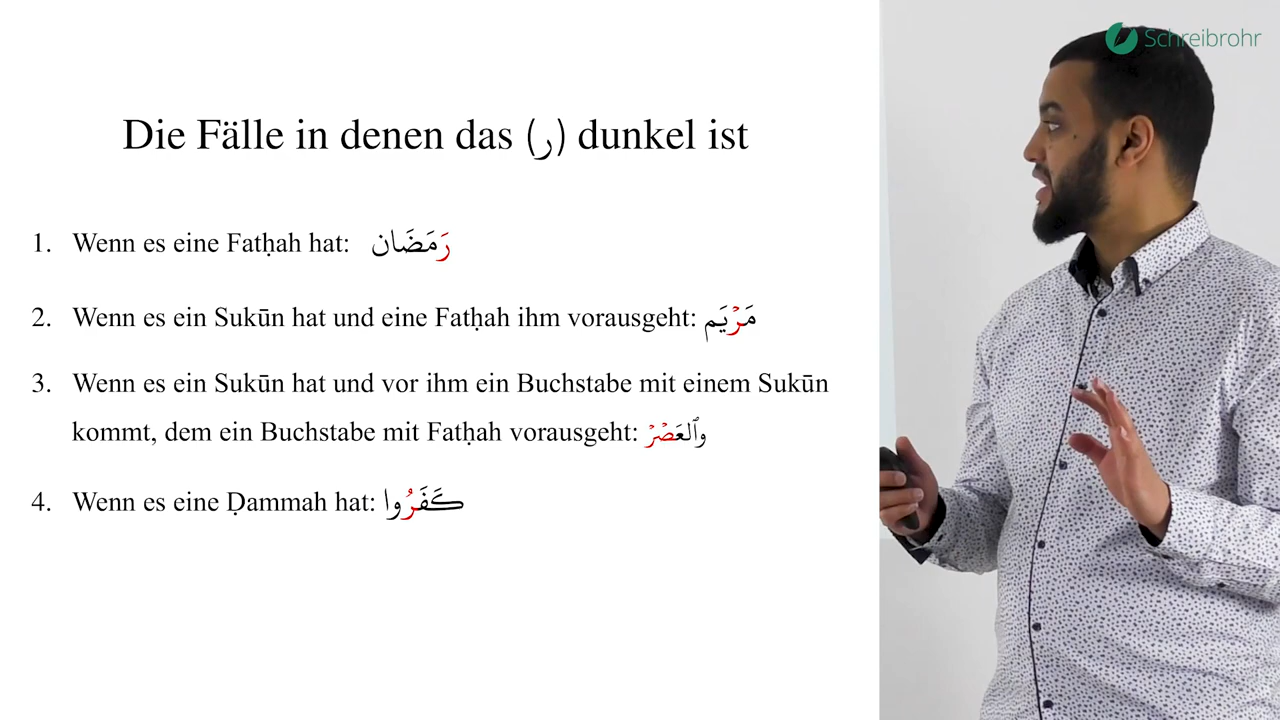 Schreibrohr
Die Fälle in denen das (ر) dunkel ist
1. Wenn es eine Fatḥah hat: رَمَضَان
2. Wenn es ein Sukūn hat und eine Fatḥah ihm vorausgeht: مَرْيَم
3. Wenn es ein Sukūn hat und vor ihm ein Buchstabe mit einem Sukūn
kommt, dem ein Buchstabe mit Fatḥah vorausgeht: وٱلعَصْرْ
4. Wenn es eine Ḍammah hat: كَفَرُوا